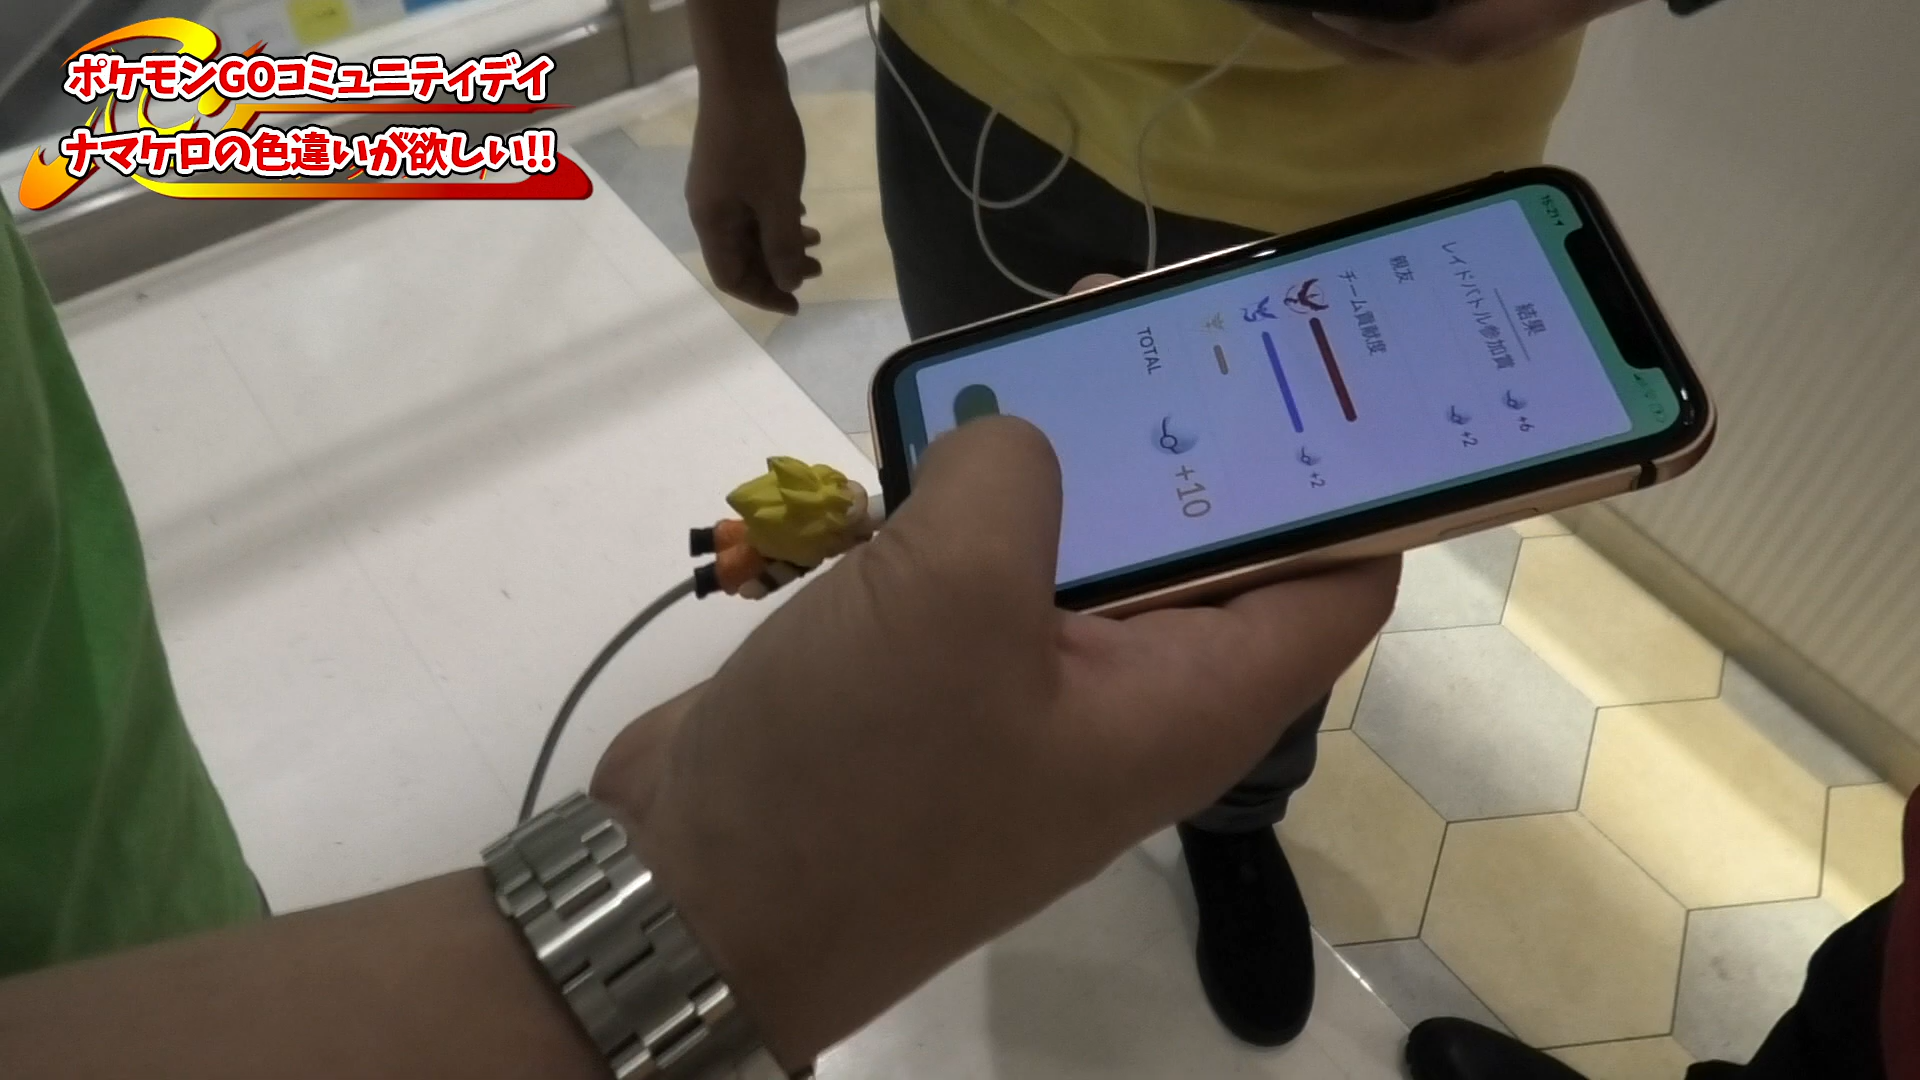 ポケモンGOコミュニティデイ
ナマケロの色違いが欲しい!!
15:21
結果
レイドバトル参加賞 +6
親友 +2
チーム貢献度
+2
TOTAL +10